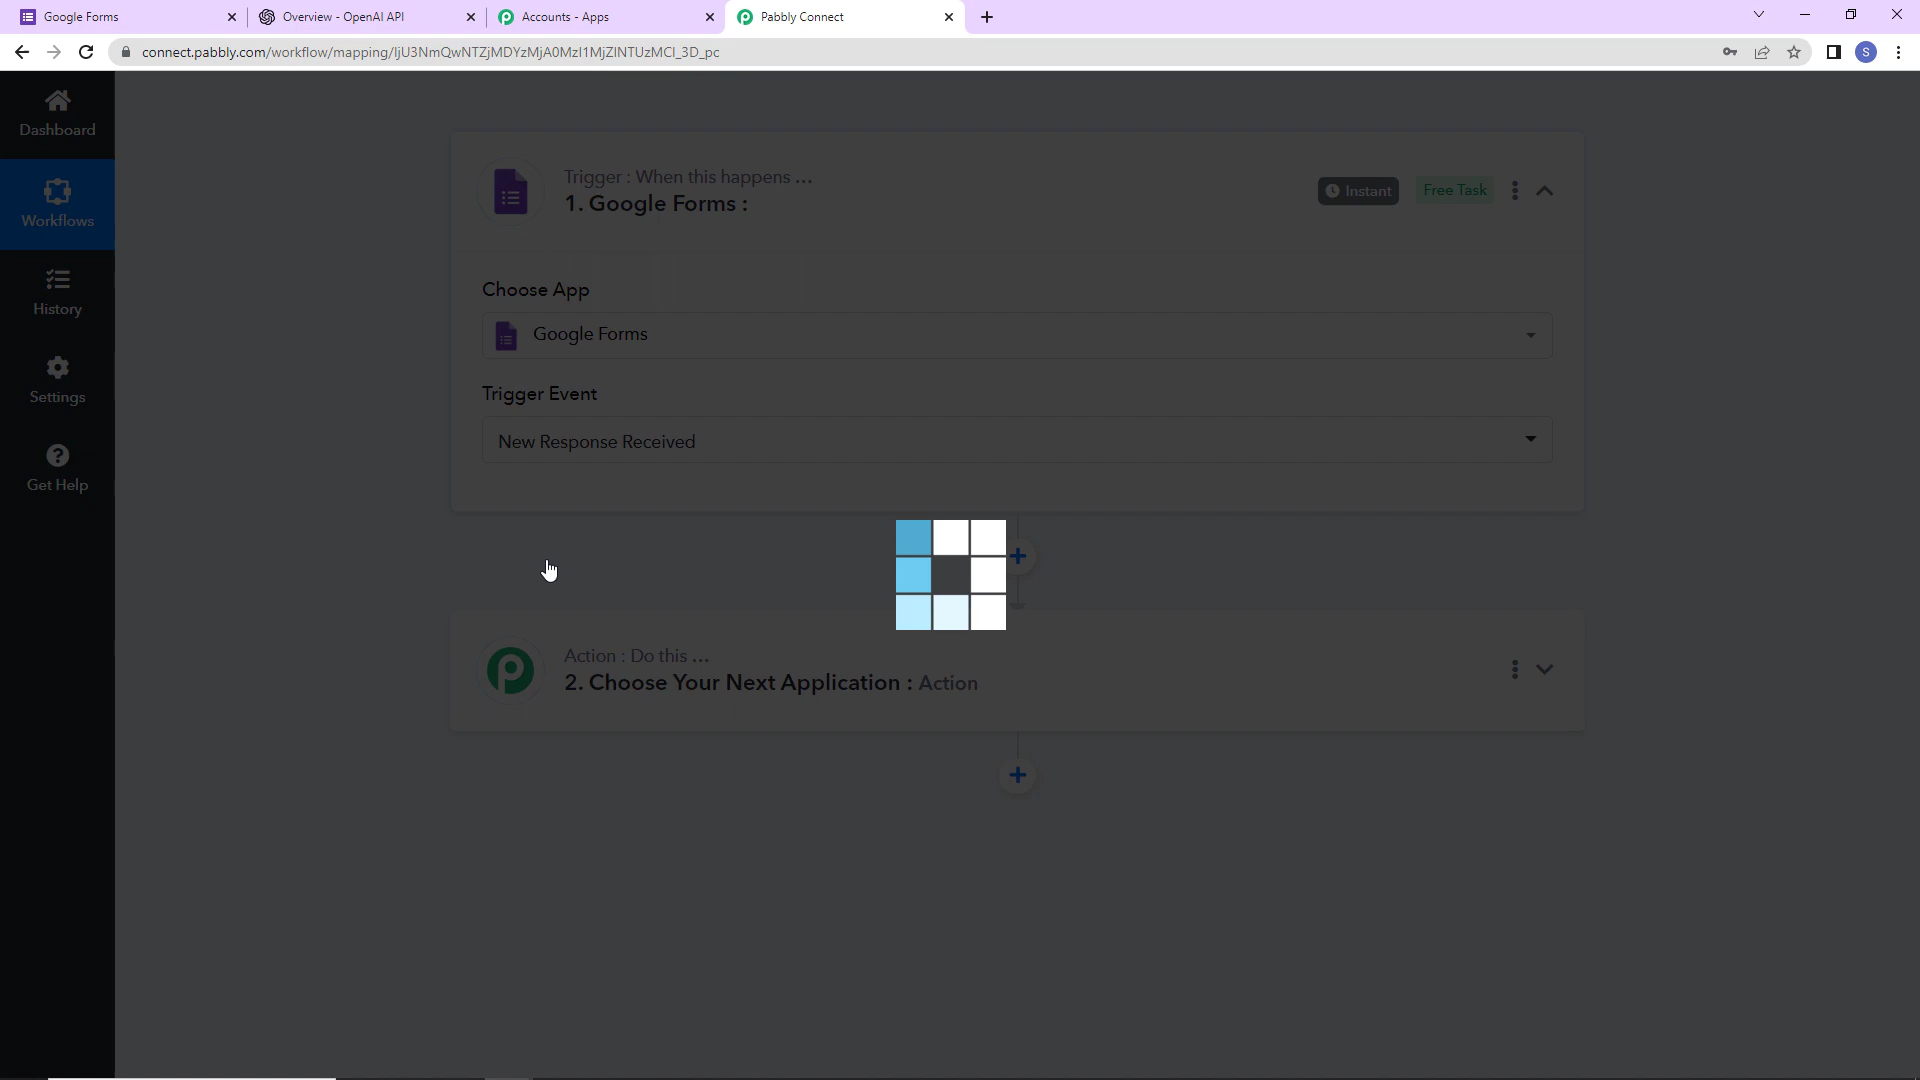 Google Forms
Overview - OpenAI API
Accounts - Apps
Pabbly Connect
connect.pabbly.com/workflow/mapping/IjU3NmQwNTZjMDYzMjA0MzI1MjZlNTUzMCI_3D_pc
S
Dashboard
Workflows
History
Settings
Get Help
Trigger : When this happens ...
1. Google Forms :
Instant
Free Task
Choose App
Google Forms
Trigger Event
New Response Received
Action : Do this ...
2. Choose Your Next Application : Action